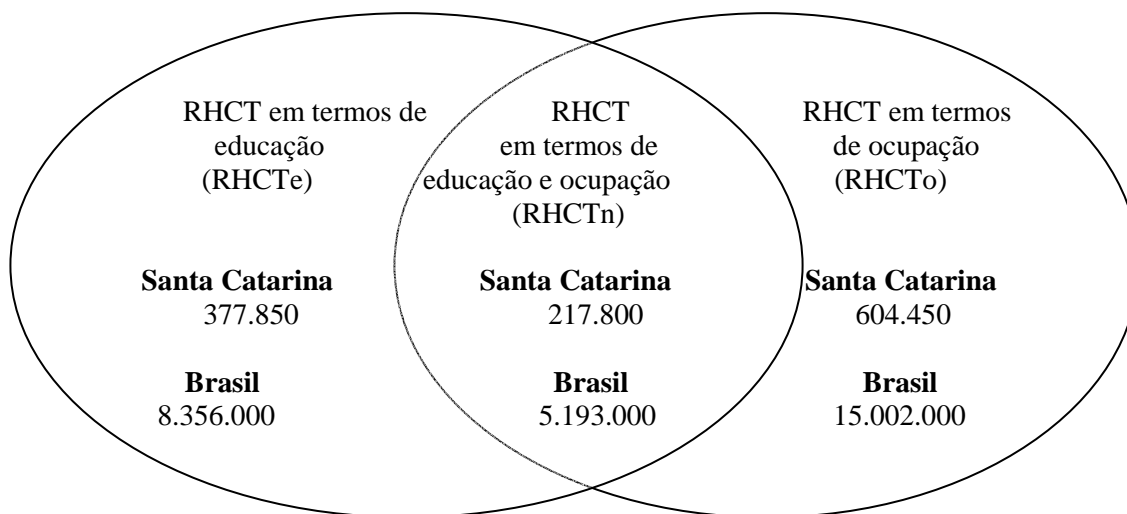 RHCT em termos de
educação
(RHCTe)
Santa Catarina
377.850
Brasil
8.356.000
RHCT
em termos de
educação e ocupação
(RHCTn)
Santa Catarina
217.800
Brasil
5.193.000
RHCT em termos
de ocupação
(RHCTo)
Santa Catarina
604.450
Brasil
15.002.000